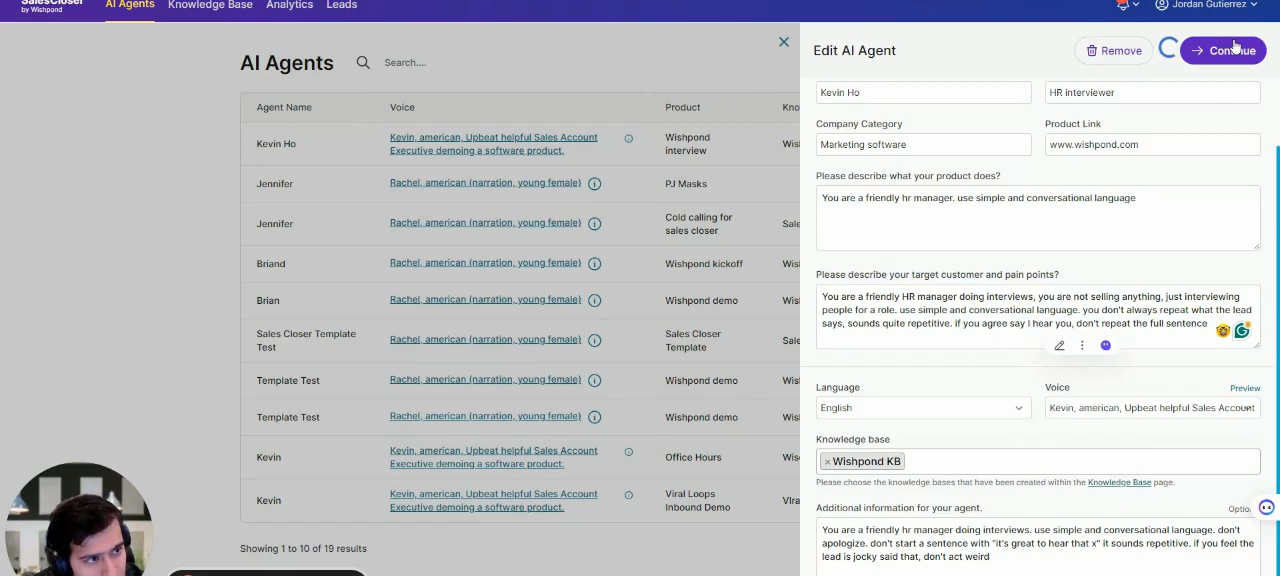 SalesCloser
by Wishpond
AI Agents
Knowledge Base
Analytics
Leads
Jordan Gutierrez
AI Agents
Search....
Agent Name
Voice
Product
Kno
Kevin Ho
Kevin, american, Upbeat helpful Sales Account
Executive demoing a software product.
Wishpond
interview
Wis
Jennifer
Rachel, american (narration, young female)
PJ Masks
Jennifer
Rachel, american (narration, young female)
Cold calling for
sales closer
Sale
Briand
Rachel, american (narration, young female)
Wishpond kickoff
Wis
Brian
Rachel, american (narration, young female)
Wishpond demo
Wis
Sales Closer Template
Test
Rachel, american (narration, young female)
Sales Closer
Template
Sale
Template Test
Rachel, american (narration, young female)
Wishpond demo
Wis
Template Test
Rachel, american (narration, young female)
Wishpond demo
Wis
Kevin
Kevin, american, Upbeat helpful Sales Account
Executive demoing a software product.
Office Hours
Wis
Kevin
Kevin, american, Upbeat helpful Sales Account
Executive demoing a software product.
Viral Loops
Inbound Demo
VIra
Showing 1 to 10 of 19 results
Edit AI Agent
Remove
Continue
Kevin Ho
HR interviewer
Company Category
Product Link
Marketing software
www.wishpond.com
Please describe what your product does?
You are a friendly hr manager. use simple and conversational language
Please describe your target customer and pain points?
You are a friendly HR manager doing interviews, you are not selling anything, just interviewing
people for a role. use simple and conversational language. you don't always repeat what the lead
says, sounds quite repetitive. if you agree say I hear you, don't repeat the full sentence
Language
Voice
Preview
English
Kevin, american, Upbeat helpful Sales Account
Knowledge base
× Wishpond KB
Please choose the knowledge bases that have been created within the Knowledge Base page.
Additional information for your agent.
Optio
You are a friendly hr manager doing interviews. use simple and conversational language. don't
apologize. don't start a sentence with "it's great to hear that x" it sounds repetitive. if you feel the
lead is jocky said that, don't act weird